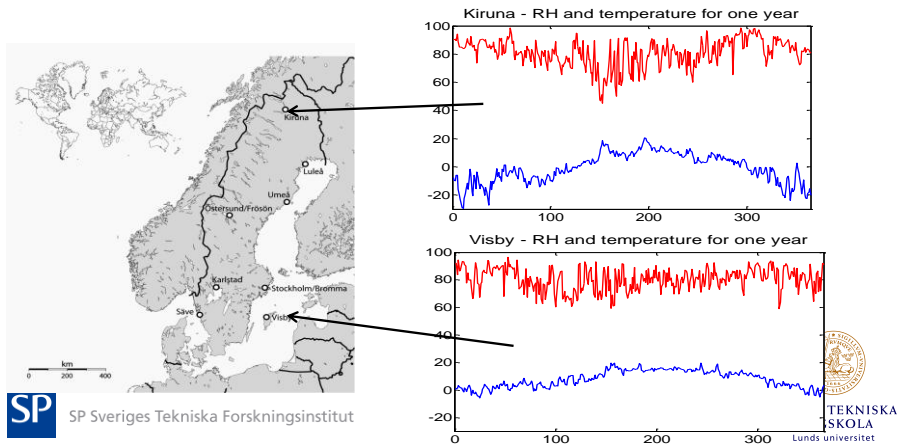 Kiruna - RH and temperature for one year
100
80
60
40
20
0
-20
0 100 200 300
Kiruna
Luleå
Umeå
Östersund/Frösön
Karlstad
Stockholm/Bromma
Säve
Visby
km
0 200 400
Visby - RH and temperature for one year
100
80
60
40
20
0
-20
0 100 200 300
SP
SP Sveriges Tekniska Forskningsinstitut
TEKNISKA
SKOLA
Lunds universitet